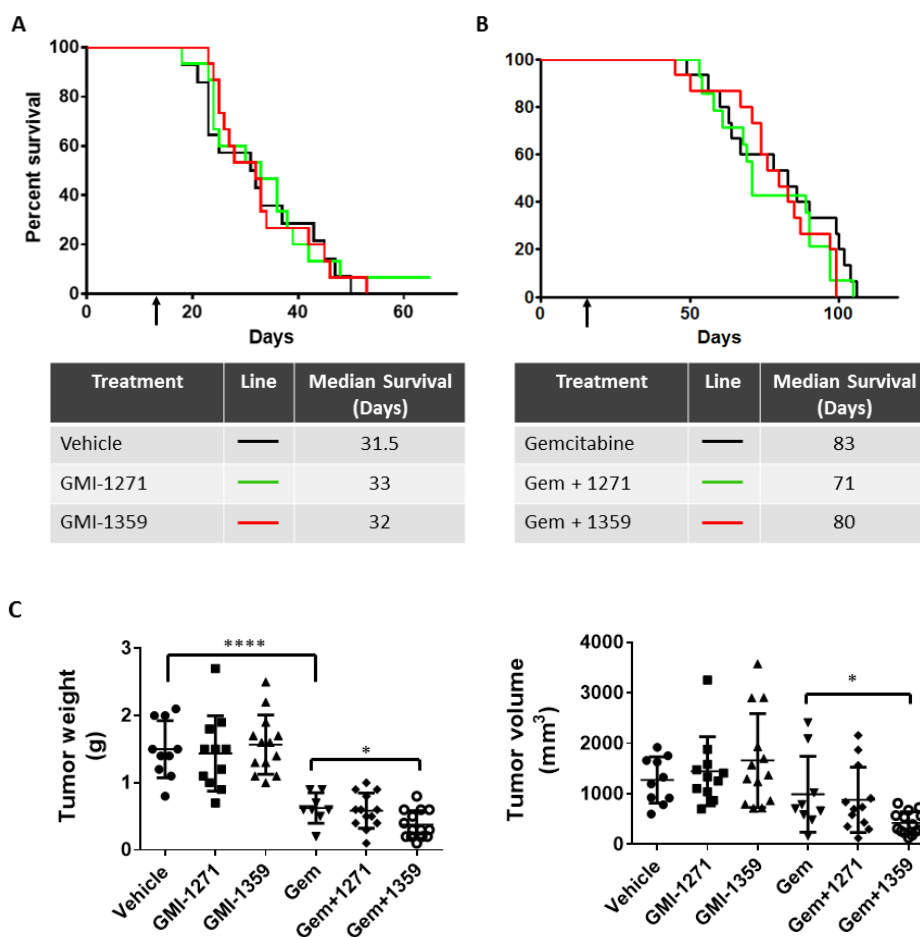 A
B
100
80
60
40
20
0
Percent survival
0
20
40
60
Days
100
80
60
40
20
0
0
50
100
Days
Treatment Line Median Survival (Days)
Vehicle 31.5
GMI-1271 33
GMI-1359 32
Treatment Line Median Survival (Days)
Gemcitabine 83
Gem + 1271 71
Gem + 1359 80
C
Tumor weight
(g)
3
2
1
0
****
*
Vehicle
GMI-1271
GMI-1359
Gem
Gem+1271
Gem+1359
Tumor volume
(mm3)
4000
3000
2000
1000
0
*
Vehicle
GMI-1271
GMI-1359
Gem
Gem+1271
Gem+1359